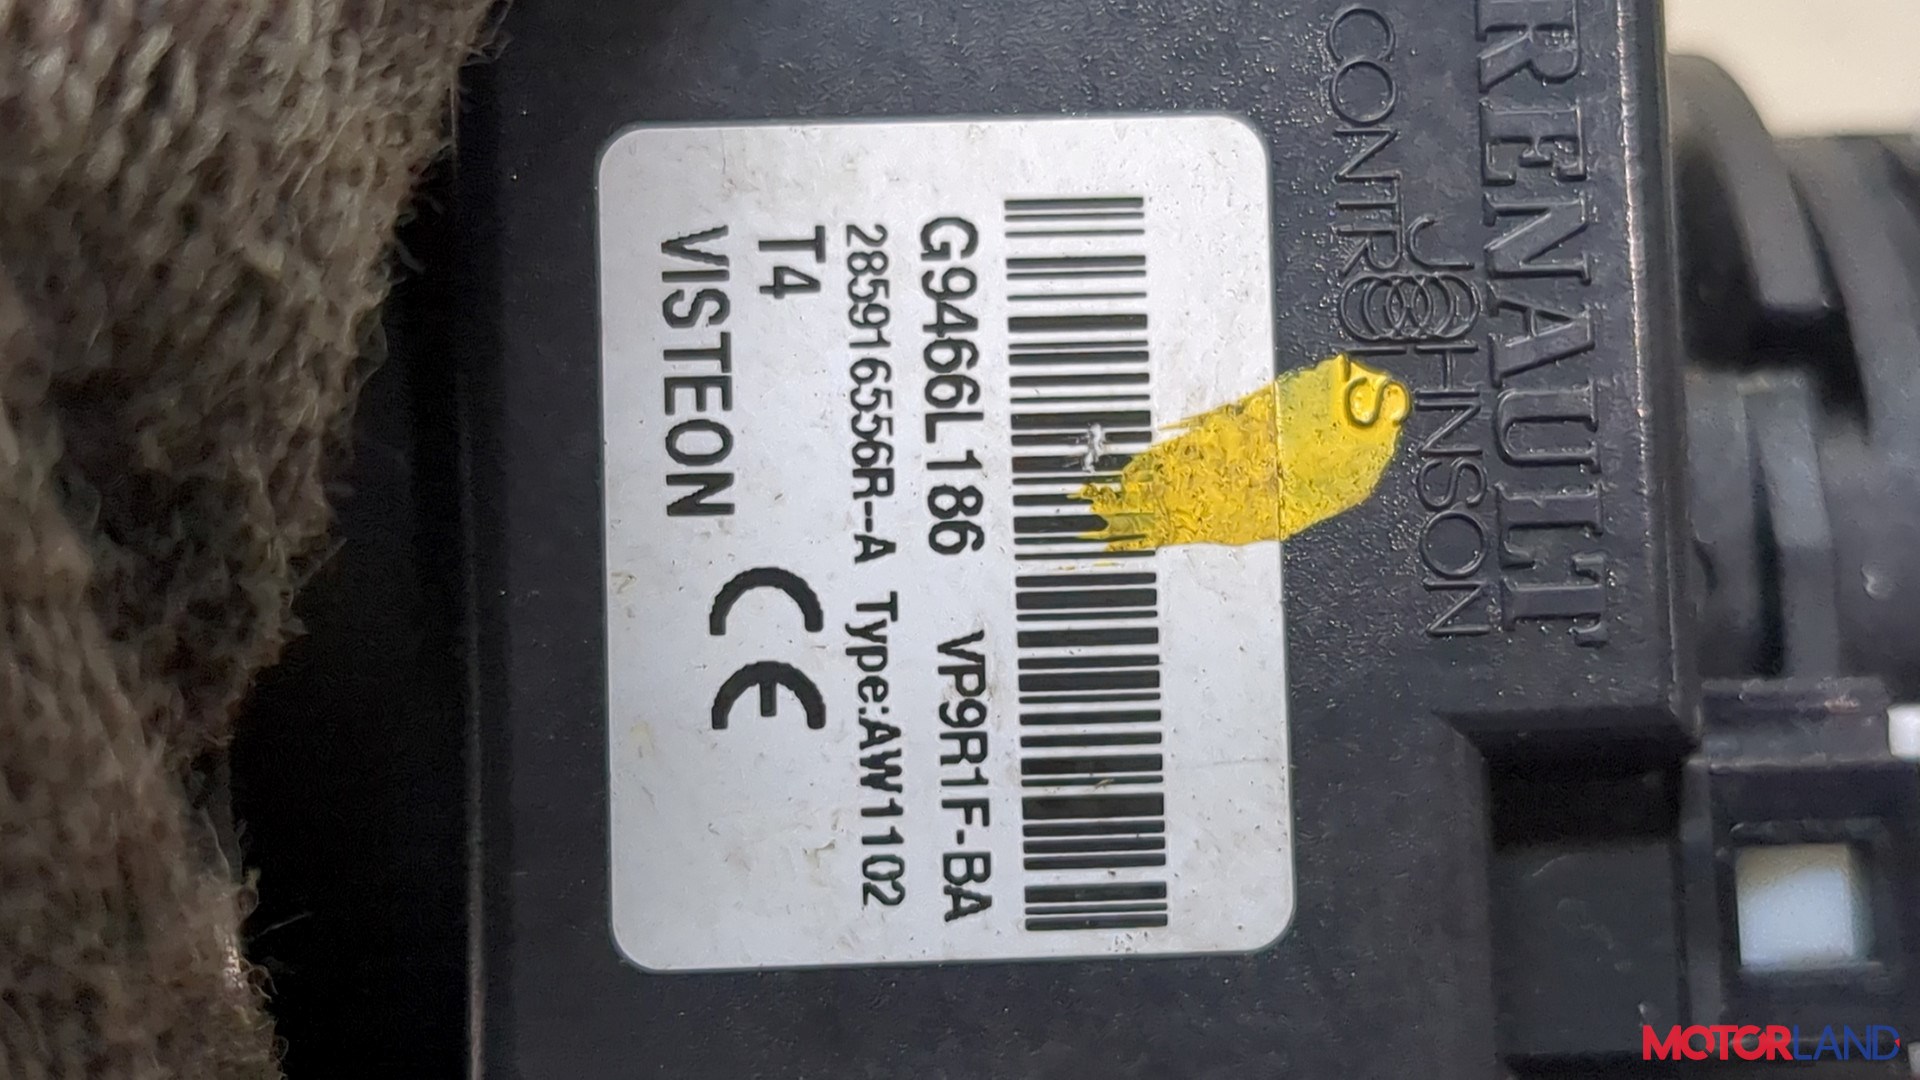 RENAULT
JOHNSON
CONTROLS
G9466L186 VP9R1F-BA
285916556R--A Type:AW1102
T4
VISTEON CE
MOTORLAND